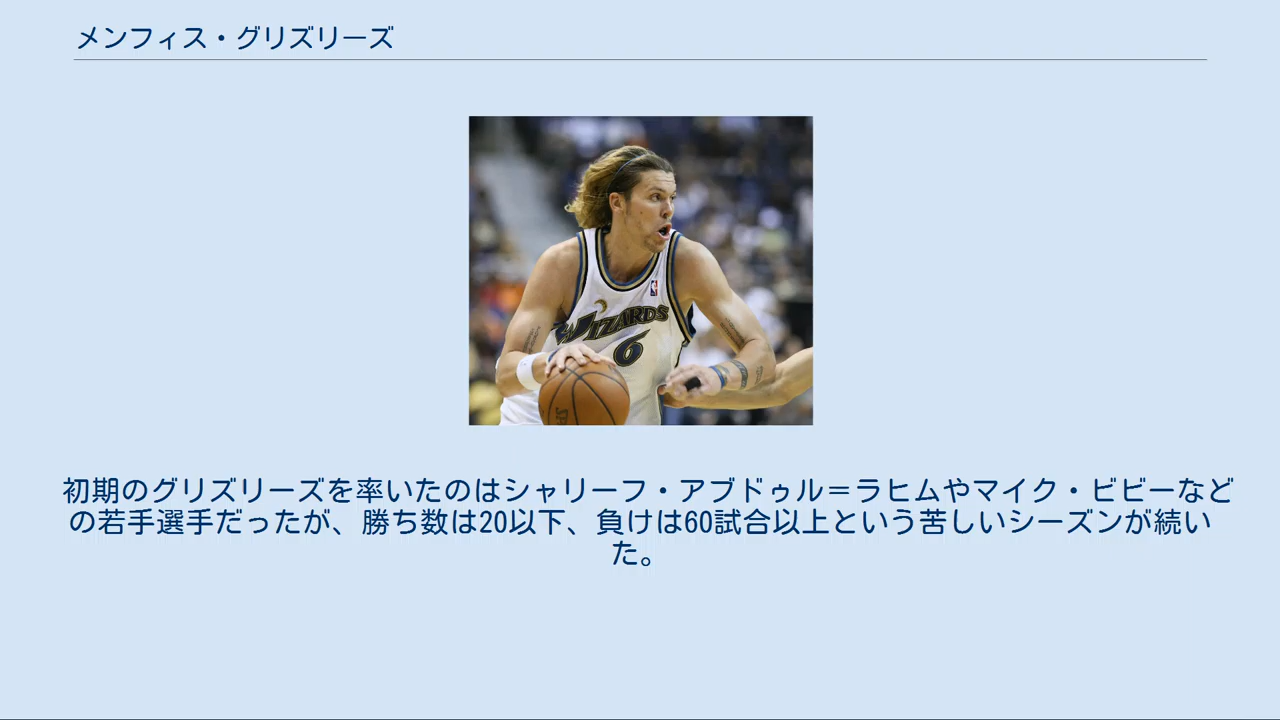 メンフィス・グリズリーズ
WIZARDS
6
初期のグリズリーズを率いたのはシャリーフ・アブドゥル＝ラヒムやマイク・ビビーなど
の若手選手だったが、勝ち数は20以下、負けは60試合以上という苦しいシーズンが続い
た。